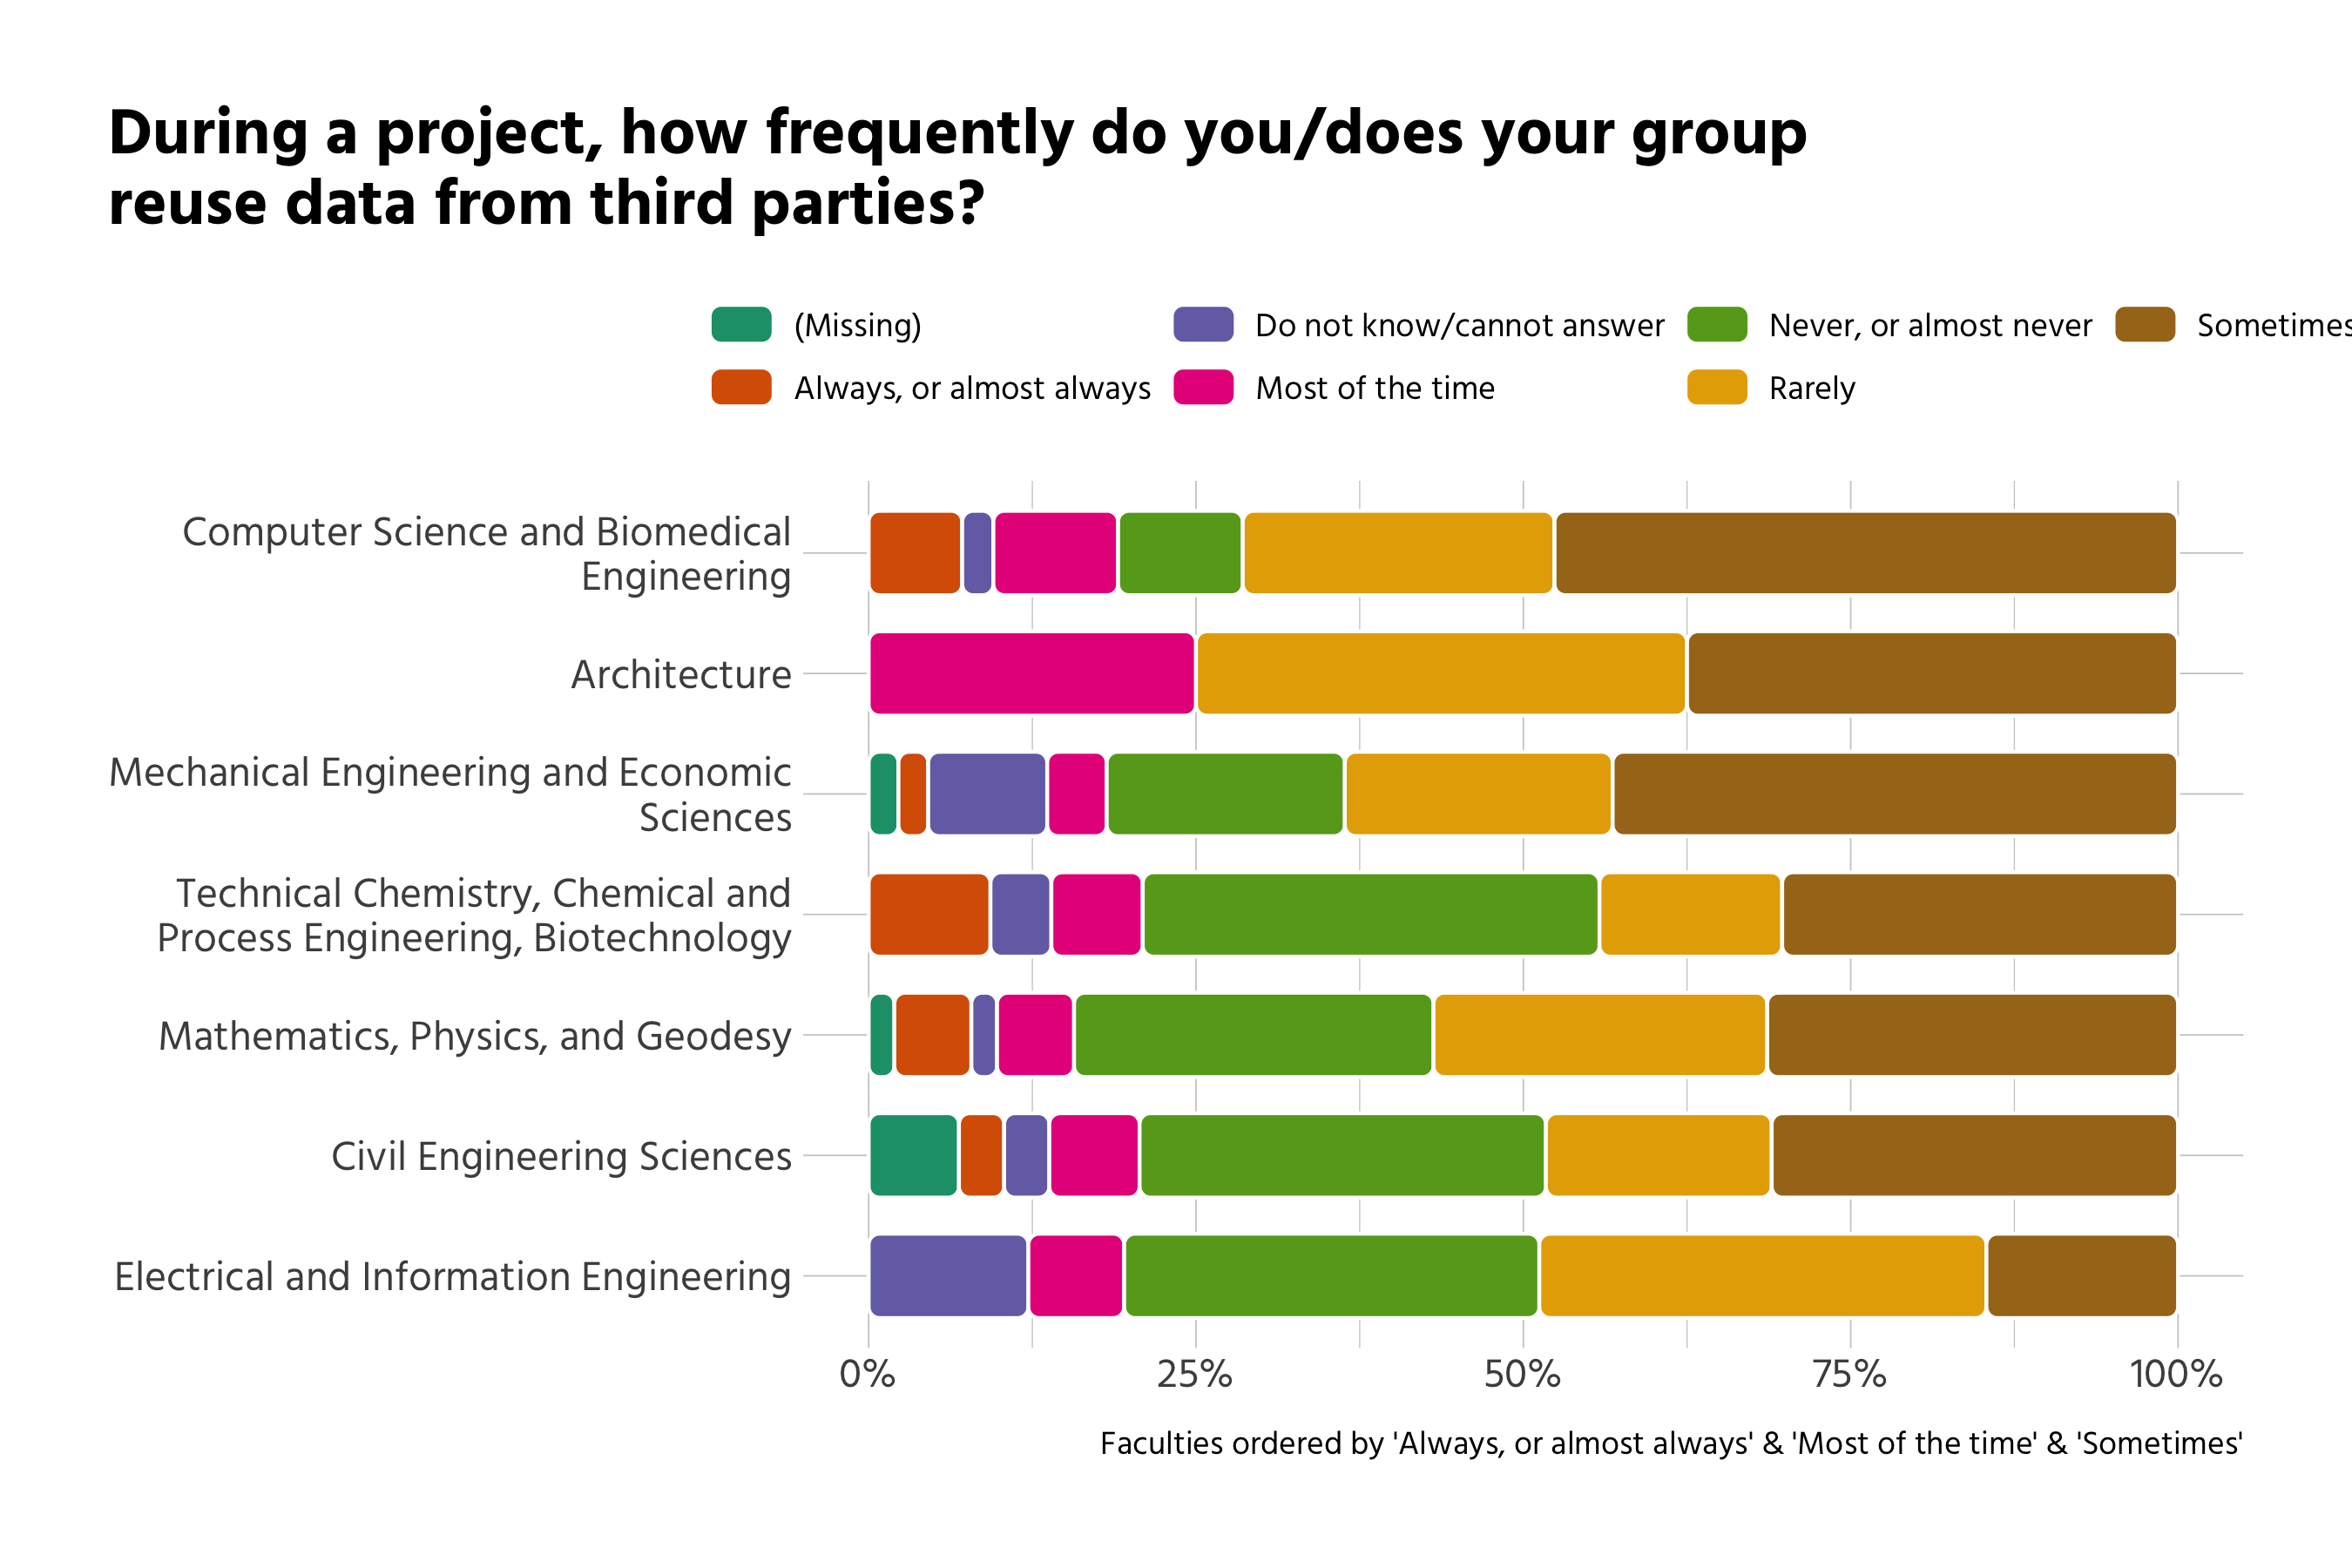 During a project, how frequently do you/does your group
reuse data from third parties?
(Missing)
Do not know/cannot answer
Never, or almost never
Sometimes
Always, or almost always
Most of the time
Rarely
Computer Science and Biomedical
Engineering
Architecture
Mechanical Engineering and Economic
Sciences
Technical Chemistry, Chemical and
Process Engineering, Biotechnology
Mathematics, Physics, and Geodesy
Civil Engineering Sciences
Electrical and Information Engineering
0%
25%
50%
75%
100%
Faculties ordered by 'Always, or almost always' & 'Most of the time' & 'Sometimes'